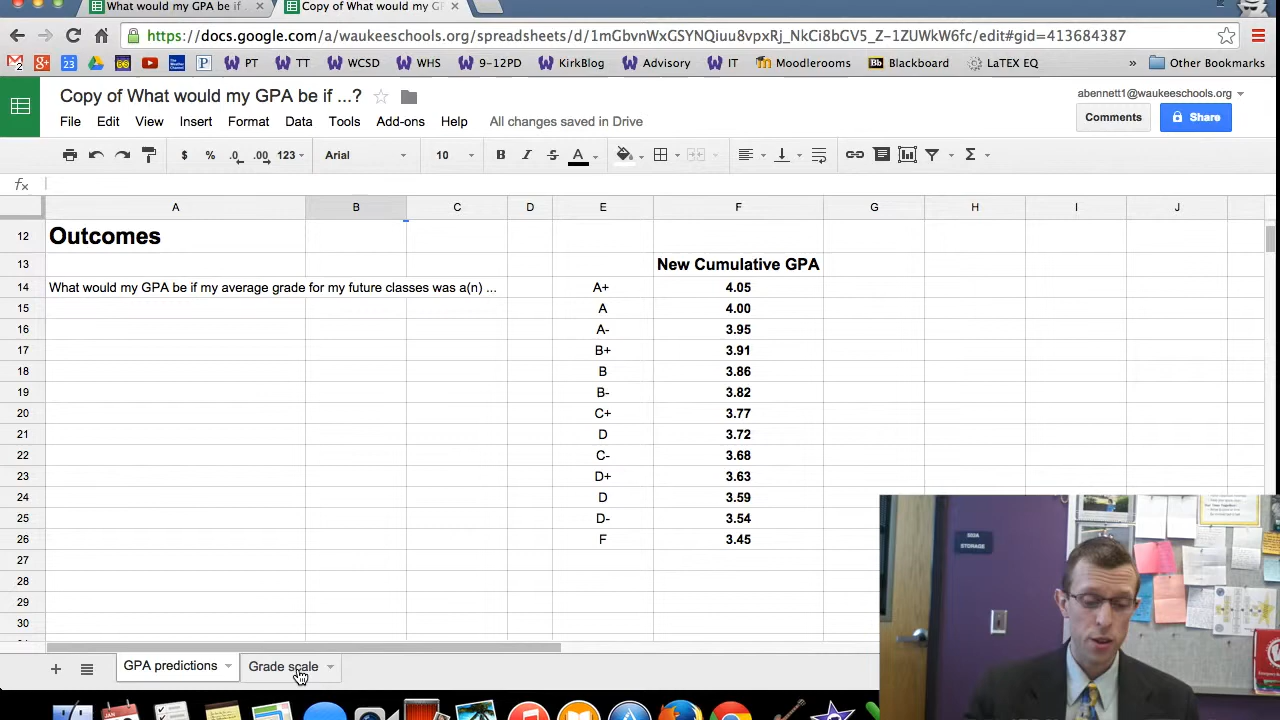 What would my GPA be if
Copy of What would my G
https://docs.google.com/a/waukeeschools.org/spreadsheets/d/1mGbvnWxGSYNQiuu8vpxRj_NkCi8bGV5_Z-1ZUWkW6fc/edit#gid=413684387
PT TT WCSD WHS 9-12PD KirkBlog Advisory IT Moodlerooms Blackboard LaTEX EQ » Other Bookmarks
Copy of What would my GPA be if ...?
abennett1@waukeeschools.org
Comments Share
File Edit View Insert Format Data Tools Add-ons Help All changes saved in Drive
$ % .0 .00 123 Arial 10 B I S A Σ
fx
A B C D E F G H I J
12 Outcomes
13 New Cumulative GPA
14 What would my GPA be if my average grade for my future classes was a(n) ... A+ 4.05
15 A 4.00
16 A- 3.95
17 B+ 3.91
18 B 3.86
19 B- 3.82
20 C+ 3.77
21 D 3.72
22 C- 3.68
23 D+ 3.63
24 D 3.59
25 D- 3.54
26 F 3.45
27
28
29
30
GPA predictions Grade scale
STORAGE